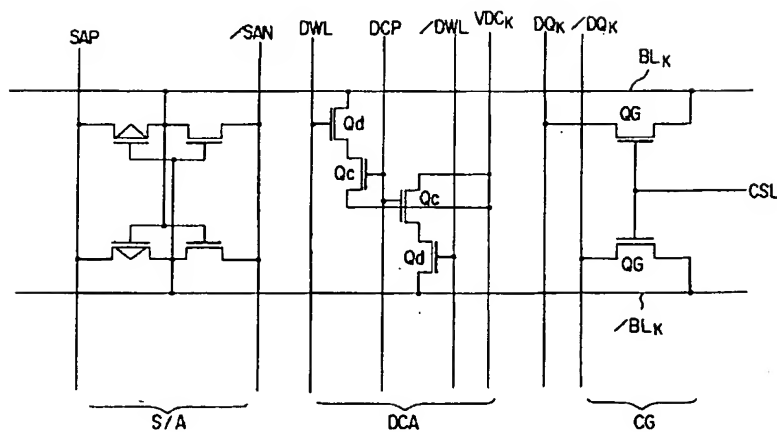 SAP
/SAN
DWL
DCP
/DWL
VDCK
DQK
/DQK
BLK
Qd
QG
Qc
Qc
CSL
Qd
QG
/BLK
S/A
DCA
CG